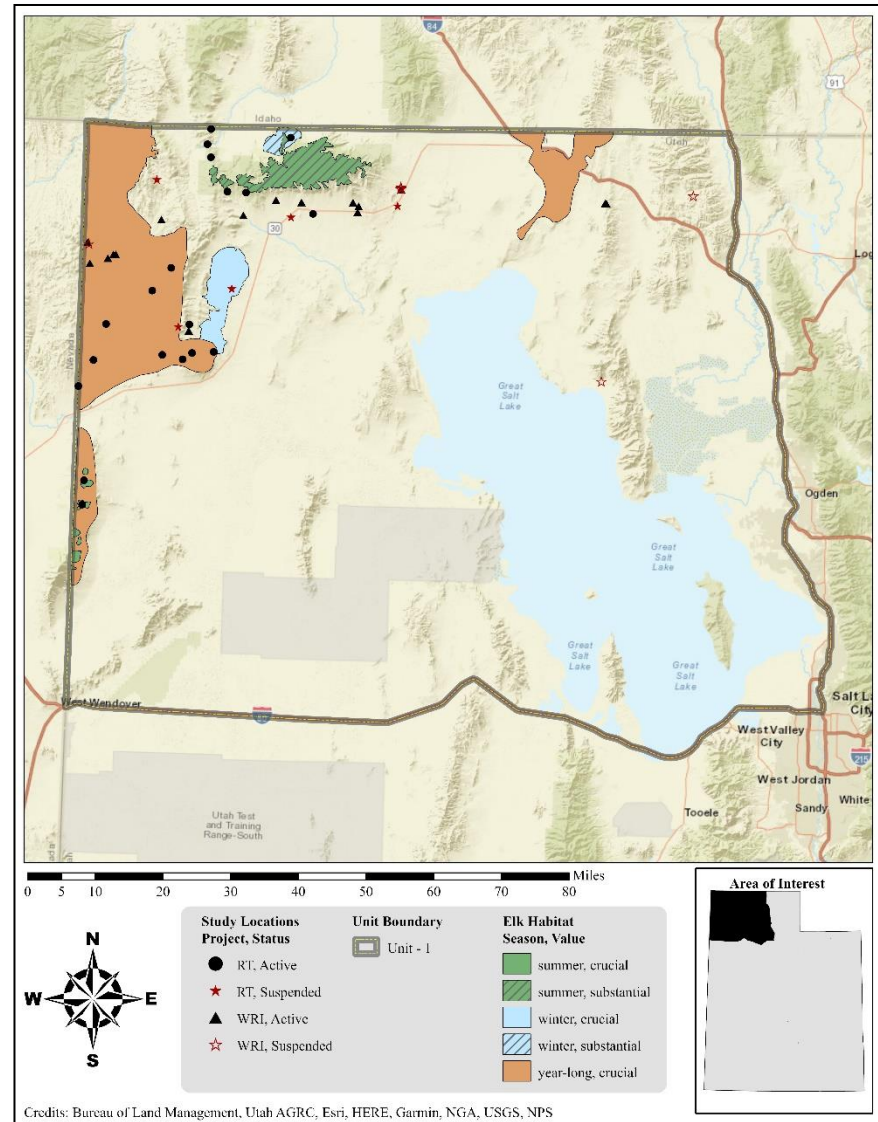 84
91
Idaho
Utah
Log
30
Nevada
Great
Salt
Lake
Ogden
Great
Salt
Lake
Great
Salt
Lake
Great
Salt
Lake
West Wendover
80
Salt L
City
West Valley
City
215
West Jordan
White
Sandy
Tooele
Utah Test
and Training
Range-South
Miles
0 5 10 20 30 40 50 60 70 80
Area of Interest
N
W E
S
Study Locations
Project, Status
RT, Active
RT, Suspended
WRI, Active
WRI, Suspended
Unit Boundary
Unit - 1
Elk Habitat
Season, Value
summer, crucial
summer, substantial
winter, crucial
winter, substantial
year-long, crucial
Credits: Bureau of Land Management, Utah AGRC, Esri, HERE, Garmin, NGA, USGS, NPS